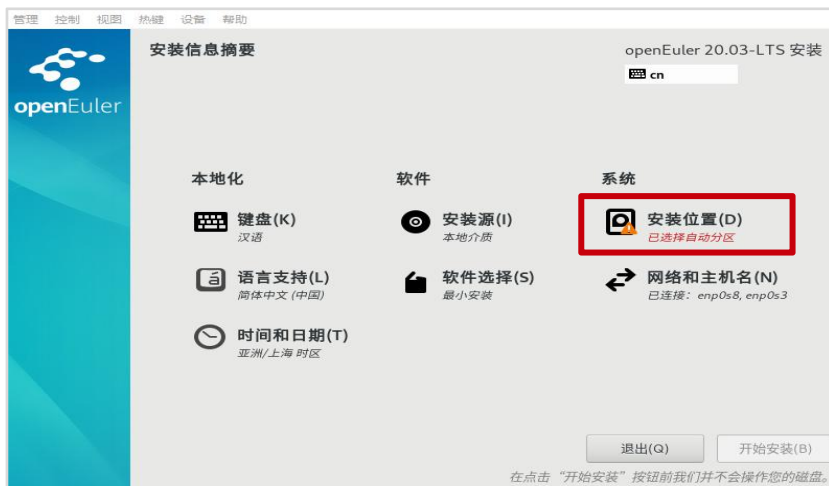 管理 控制 视图 热键 设备 帮助
openEuler
安装信息摘要
openEuler 20.03-LTS 安装
cn
本地化
键盘(K)
汉语
语言支持(L)
简体中文 (中国)
时间和日期(T)
亚洲/上海 时区
软件
安装源(I)
本地介质
软件选择(S)
最小安装
系统
安装位置(D)
已选择自动分区
网络和主机名(N)
已连接: enp0s8, enp0s3
退出(Q)
开始安装(B)
在点击 “开始安装” 按钮前我们并不会操作您的磁盘。